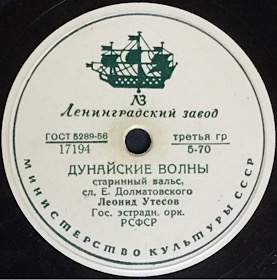 ЛЗ
Ленинградский завод
ГОСТ 5289-56 третья гр
17194 5-70
ДУНАЙСКИЕ ВОЛНЫ
старинный вальс,
сл. Е. Долматовского
Леонид Утесов
Гос. эстрадн. орк.
РСФСР
МИНИСТЕРСТВО КУЛЬТУРЫ СССР